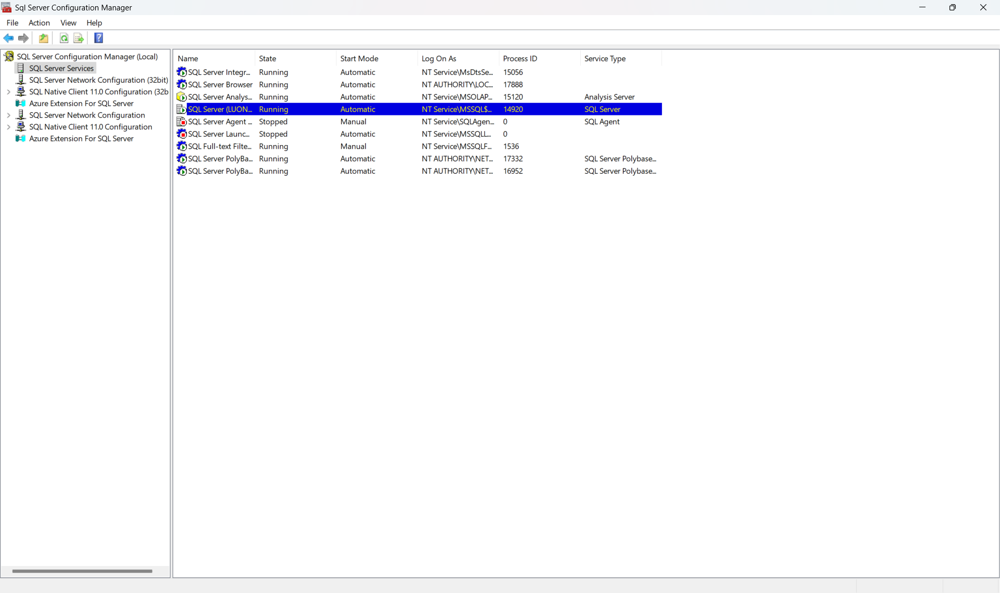 Sql Server Configuration Manager
File Action View Help
SQL Server Configuration Manager (Local)
SQL Server Services
SQL Server Network Configuration (32bit)
SQL Native Client 11.0 Configuration (32b
Azure Extension For SQL Server
SQL Server Network Configuration
SQL Native Client 11.0 Configuration
Azure Extension For SQL Server
Name State Start Mode Log On As Process ID Service Type
SQL Server Integr... Running Automatic NT Service\MsDtsSe... 15056
SQL Server Browser Running Automatic NT AUTHORITY\LOC... 17888
SQL Server Analys... Running Automatic NT Service\MSOLAP... 15120 Analysis Server
SQL Server (LUON... Running Automatic NT Service\MSSQL$... 14920 SQL Server
SQL Server Agent ... Stopped Manual NT Service\SQLAgen... 0 SQL Agent
SQL Server Launc... Stopped Automatic NT Service\MSSQLL... 0
SQL Full-text Filte... Running Manual NT Service\MSSQLF... 1536
SQL Server PolyBa... Running Automatic NT AUTHORITY\NET... 17332 SQL Server Polybase...
SQL Server PolyBa... Running Automatic NT AUTHORITY\NET... 16952 SQL Server Polybase...